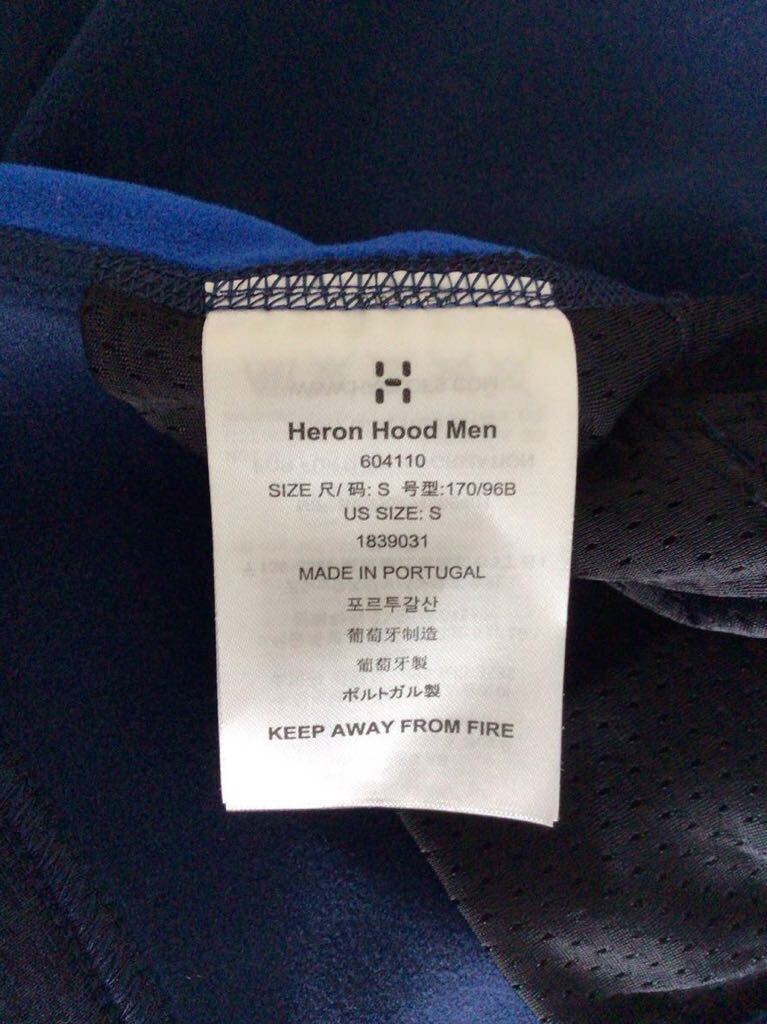 Heron Hood Men
604110
SIZE 尺/ 码: S 号型:170/96B
US SIZE: S
1839031
MADE IN PORTUGAL
포르투갈산
葡萄牙制造
葡萄牙製
ポルトガル製
KEEP AWAY FROM FIRE